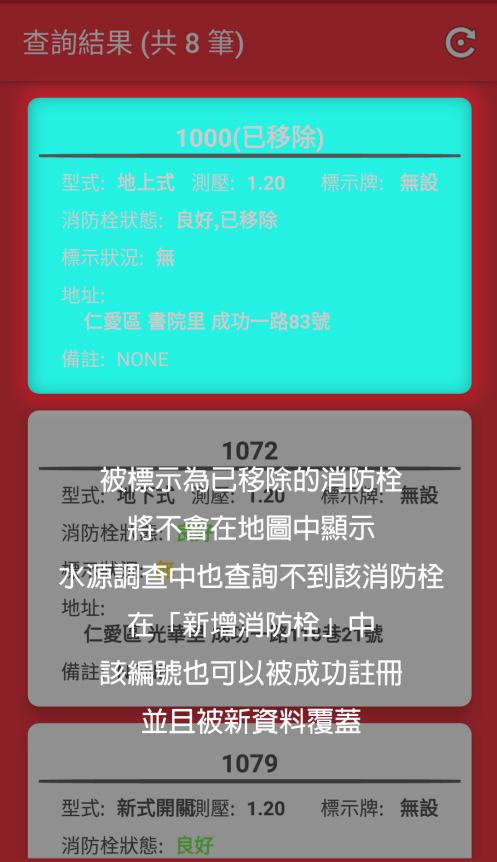 查詢結果 (共 8 筆)
1000(已移除)
型式: 地上式 測壓: 1.20 標示牌: 無設
消防栓狀態: 良好,已移除
標示狀況: 無
地址:
仁愛區 書院里 成功一路83號
備註: NONE
1072
被標示為已移除的消防栓
型式: 地下式 測壓: 1.20 標示牌: 無設
將不會在地圖中顯示
消防栓狀態: 良好
水源調查中也查詢不到該消防栓
地址:
在「新增消防栓」中
仁愛區 光華里 成功一路118巷21號
該編號也可以被成功註冊
備註:
並且被新資料覆蓋
1079
型式: 新式開關 測壓: 1.20 標示牌: 無設
消防栓狀態: 良好